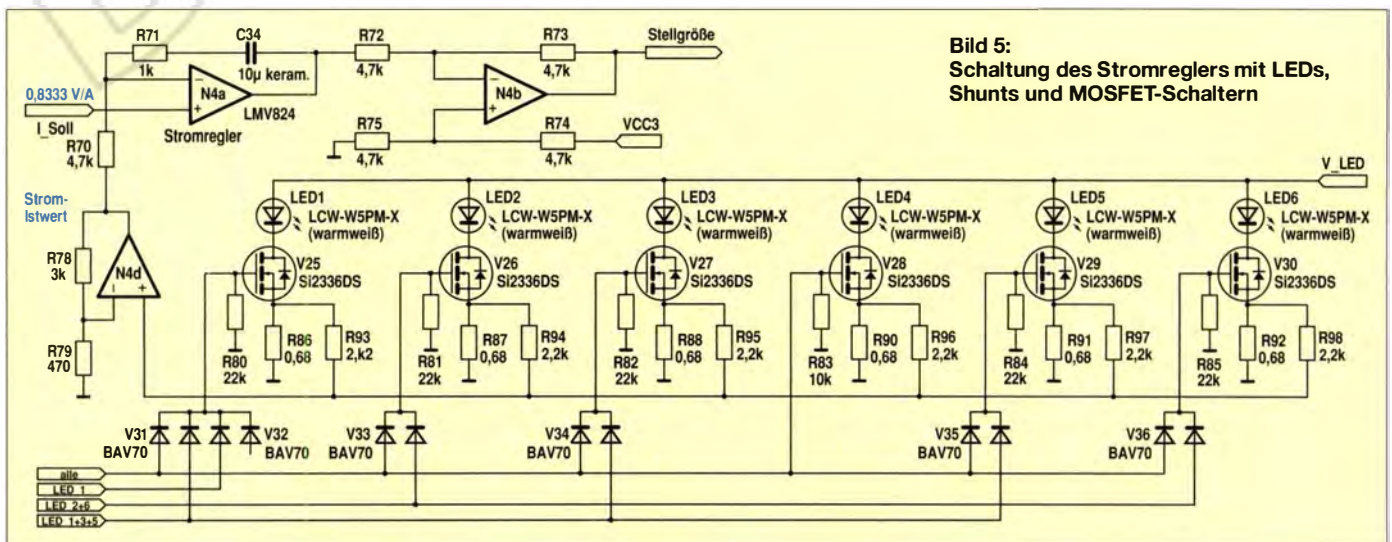 Bild 5:
Schaltung des Stromreglers mit LEDs,
Shunts und MOSFET-Schaltern
R71
1k
C34
10µ keram.
R72
4,7k
R73
4,7k
Stellgröße
N4a
LMV824
Stromregler
N4b
0,8333 V/A
I_Soll
R70
4,7k
R75
4,7k
R74
4,7k
VCC3
V_LED
Strom-
Istwert
R78
3k
N4d
R79
470
LED1
LCW-W5PM-X
(warmweiß)
V25
Si2336DS
R80
22k
R86
0,68
R93
2,k2
LED2
LCW-W5PM-X
(warmweiß)
V26
Si2336DS
R81
22k
R87
0,68
R94
2,2k
LED3
LCW-W5PM-X
(warmweiß)
V27
Si2336DS
R82
22k
R88
0,68
R95
2,2k
LED4
LCW-W5PM-X
(warmweiß)
V28
Si2336DS
R83
10k
R90
0,68
R96
2,2k
LED5
LCW-W5PM-X
(warmweiß)
V29
Si2336DS
R84
22k
R91
0,68
R97
2,2k
LED6
LCW-W5PM-X
(warmweiß)
V30
Si2336DS
R85
22k
R92
0,68
R98
2,2k
V31
BAV70
V32
BAV70
V33
BAV70
V34
BAV70
V35
BAV70
V36
BAV70
alle
LED_1
LED_2+6
LED_1+3+5